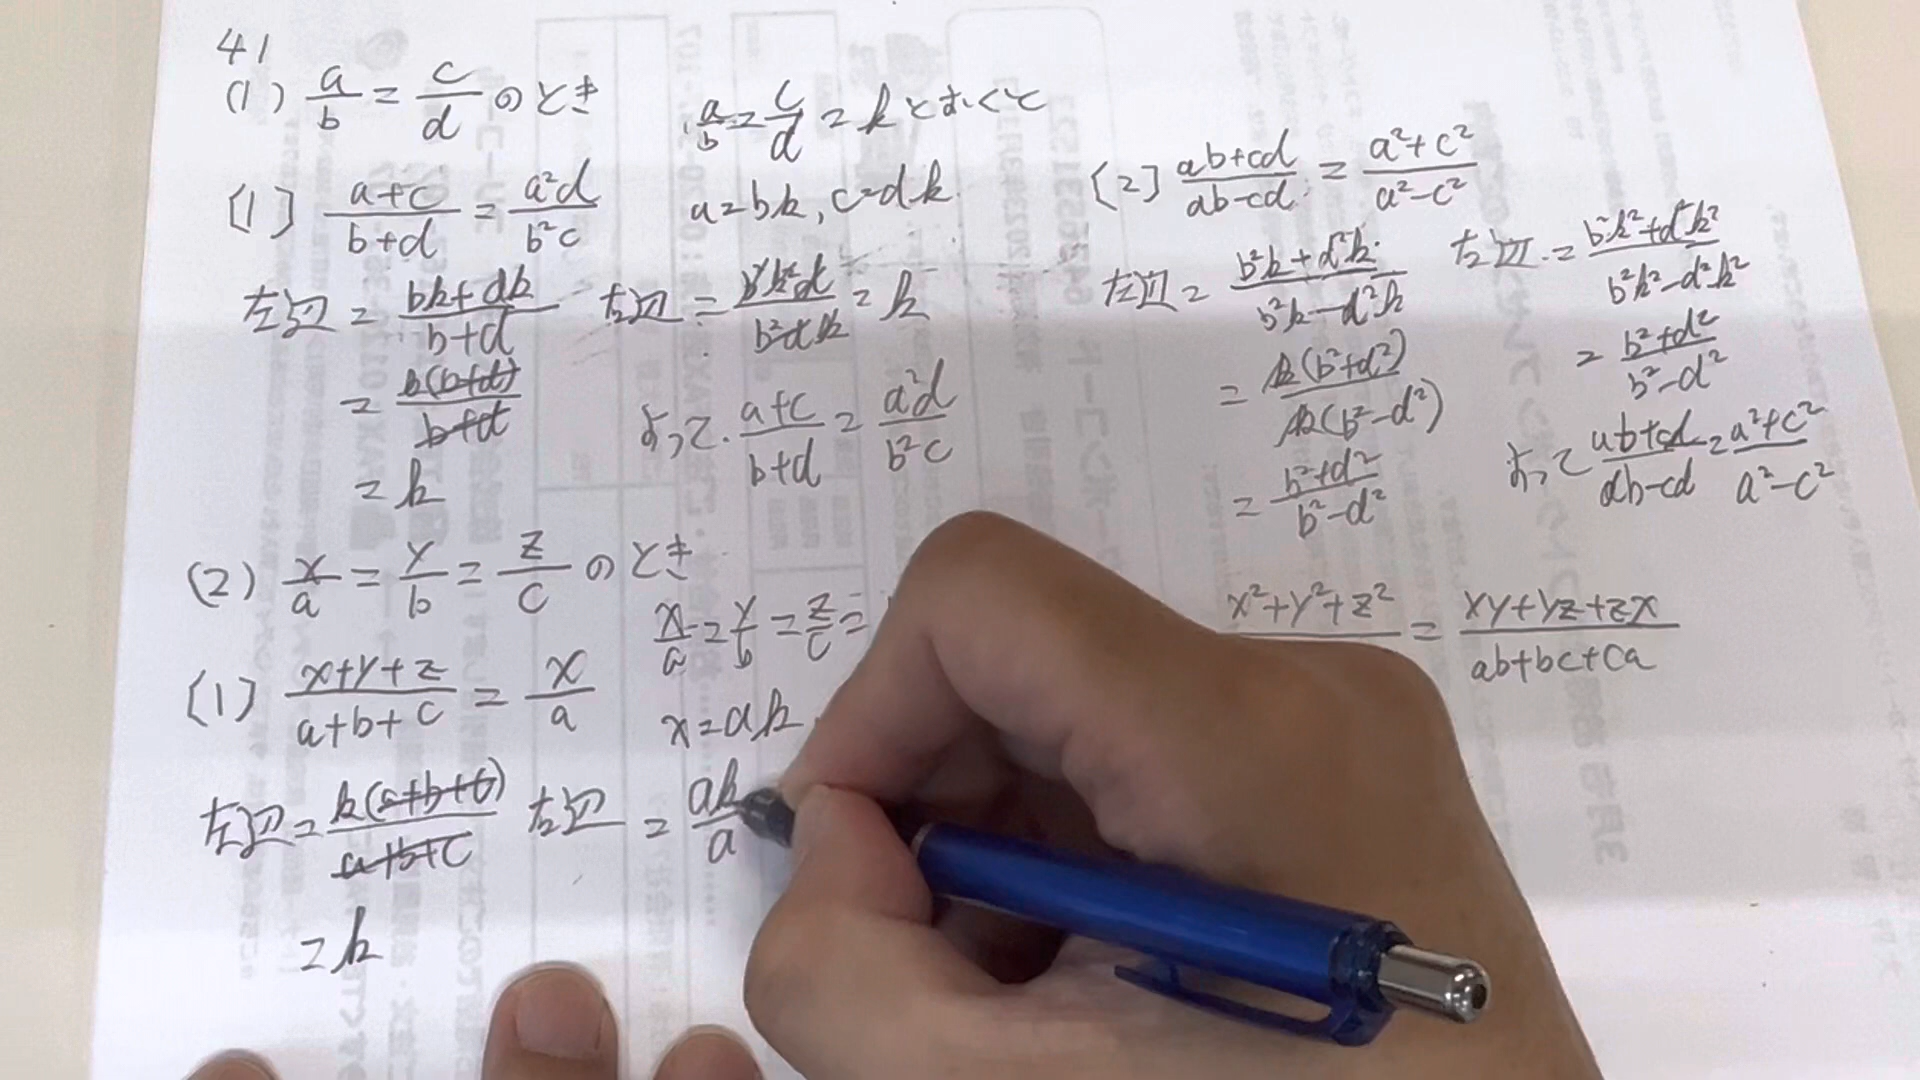 41
(1) a/b = c/d のとき
a/b = c/d = k とおくと
a=bk, c=dk.
[1] (a+c)/(b+d) = a²d/b²c
左辺 = (bk+dk)/(b+d)
= k(b+d)/(b+d)
= k
右辺 = b²k²d/b²dk = k
よって. (a+c)/(b+d) = a²d/b²c
[2] (ab+cd)/(ab-cd) = (a²+c²)/(a²-c²)
左辺 = (b²k+d²k)/(b²k-d²k)
= k(b²+d²)/k(b²-d²)
= (b²+d²)/(b²-d²)
右辺 = (b²k²+d²k²)/(b²k²-d²k²)
= (b²+d²)/(b²-d²)
よって (ab+cd)/(ab-cd) = (a²+c²)/(a²-c²)
(2) x/a = y/b = z/c のとき
x/a = y/b = z/c =
x=ak
[1] (x+y+z)/(a+b+c) = x/a
左辺 = k(a+b+c)/(a+b+c)
= k
右辺 = ak/a
x²+y²+z² = (xy+yz+zx)/(ab+bc+ca)